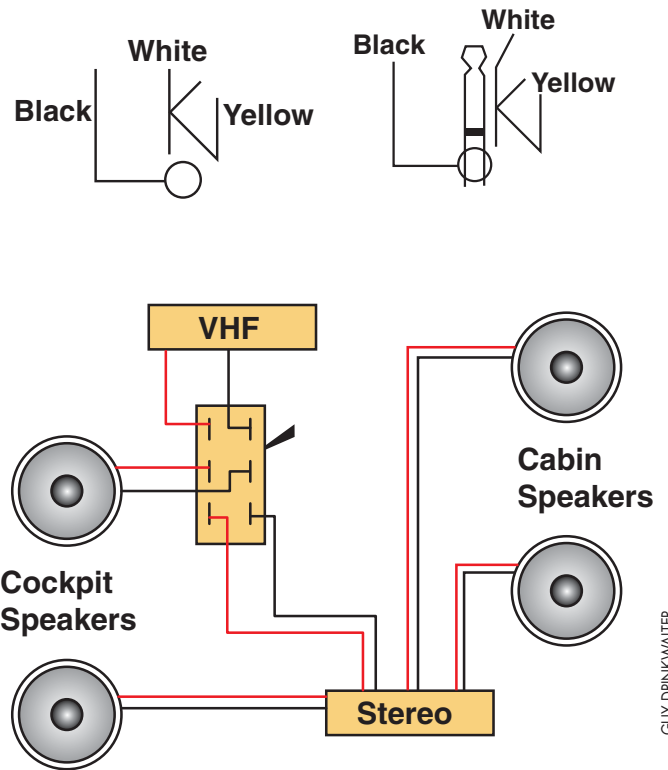 White
Black
Yellow
White
Black
Yellow
VHF
Cabin
Speakers
Cockpit
Speakers
Stereo
GUY DRINKWATER